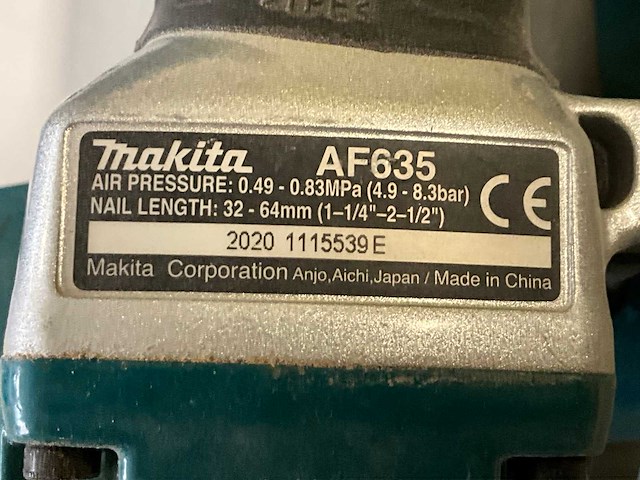 makita AF635
AIR PRESSURE: 0.49 - 0.83MPa (4.9 - 8.3bar)
NAIL LENGTH: 32 - 64mm (1–1/4"–2–1/2")
CE
2020 1115539 E
Makita Corporation Anjo,Aichi,Japan / Made in China